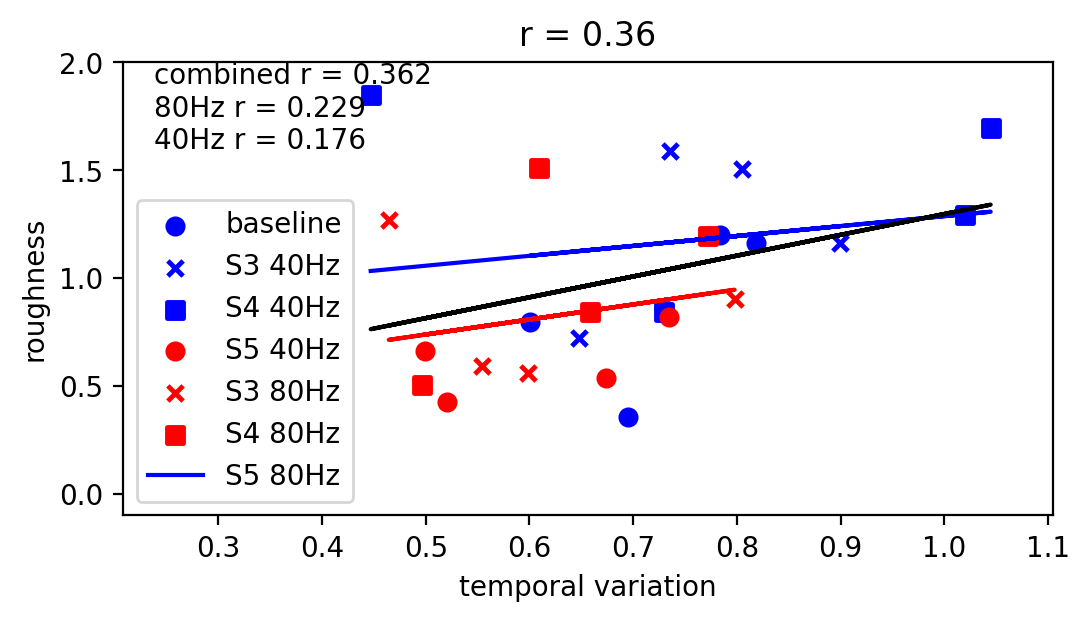 r = 0.36
combined r = 0.362
80Hz r = 0.229
40Hz r = 0.176
2.0
1.5
1.0
0.5
0.0
roughness
baseline
S3 40Hz
S4 40Hz
S5 40Hz
S3 80Hz
S4 80Hz
S5 80Hz
0.3 0.4 0.5 0.6 0.7 0.8 0.9 1.0 1.1
temporal variation